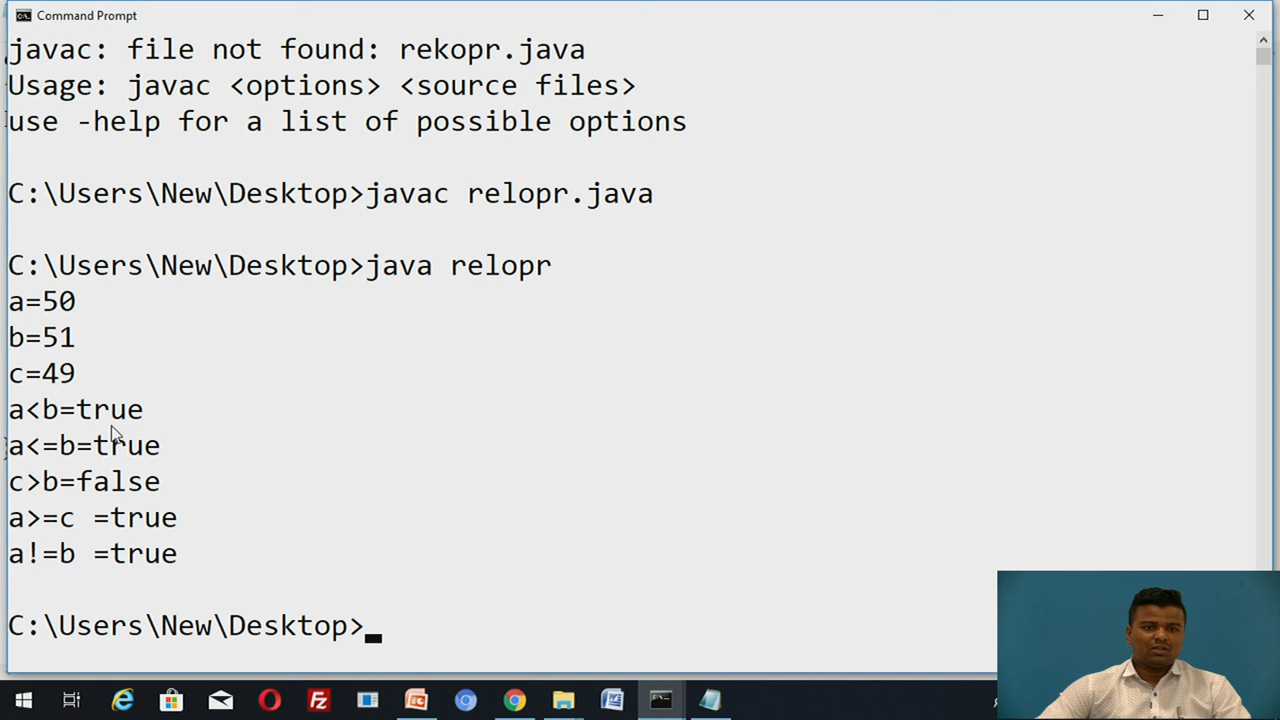 Command Prompt
javac: file not found: rekopr.java
Usage: javac <options> <source files>
use -help for a list of possible options
C:\Users\New\Desktop>javac relopr.java
C:\Users\New\Desktop>java relopr
a=50
b=51
c=49
a<b=true
a<=b=true
c>b=false
a>=c =true
a!=b =true
C:\Users\New\Desktop>